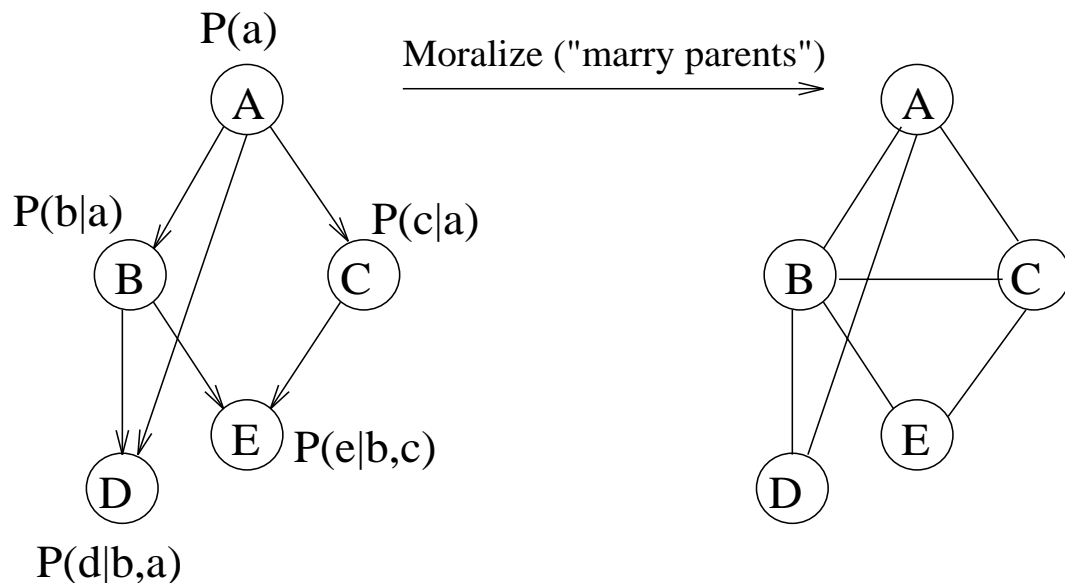 P(a)
Moralize ("marry parents")
A
A
P(b|a)
P(c|a)
B
C
B
C
E
P(e|b,c)
E
D
D
P(d|b,a)